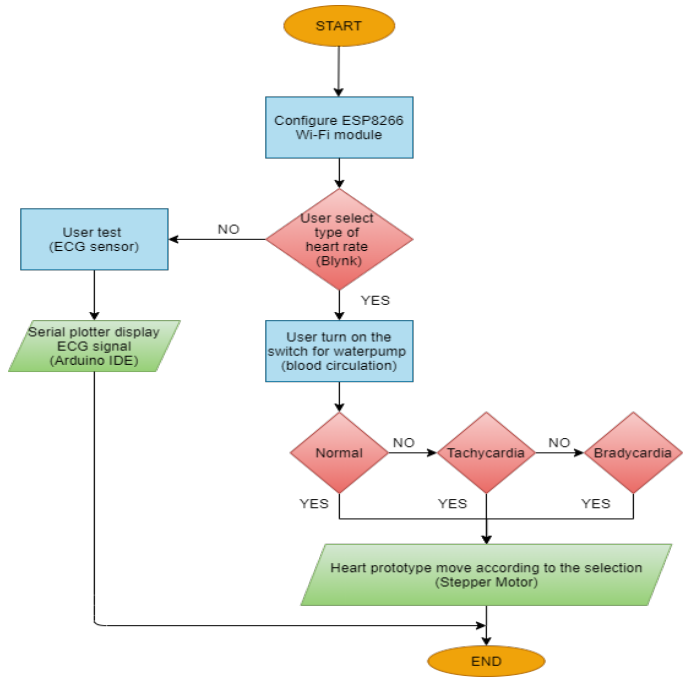 START
Configure ESP8266
Wi-Fi module
User select
type of
heart rate
(Blynk)
NO
User test
(ECG sensor)
Serial plotter display
ECG signal
(Arduino IDE)
YES
User turn on the
switch for waterpump
(blood circulation)
Normal
NO
Tachycardia
NO
Bradycardia
YES
YES
YES
Heart prototype move according to the selection
(Stepper Motor)
END